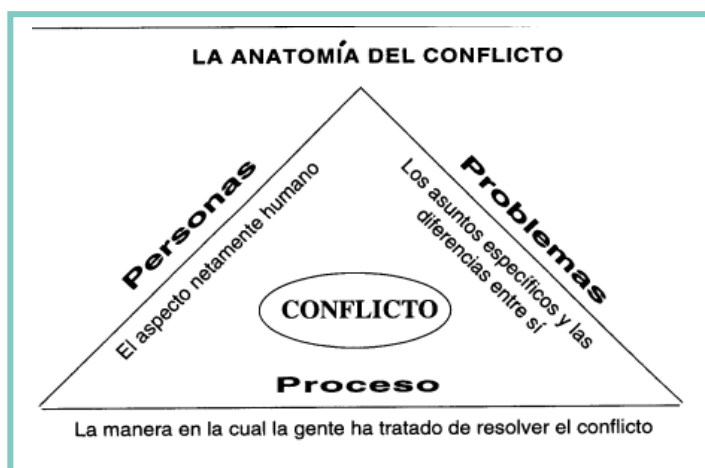 LA ANATOMÍA DEL CONFLICTO
Personas
El aspecto netamente humano
Problemas
Los asuntos específicos y las
diferencias entre sí
CONFLICTO
Proceso
La manera en la cual la gente ha tratado de resolver el conflicto